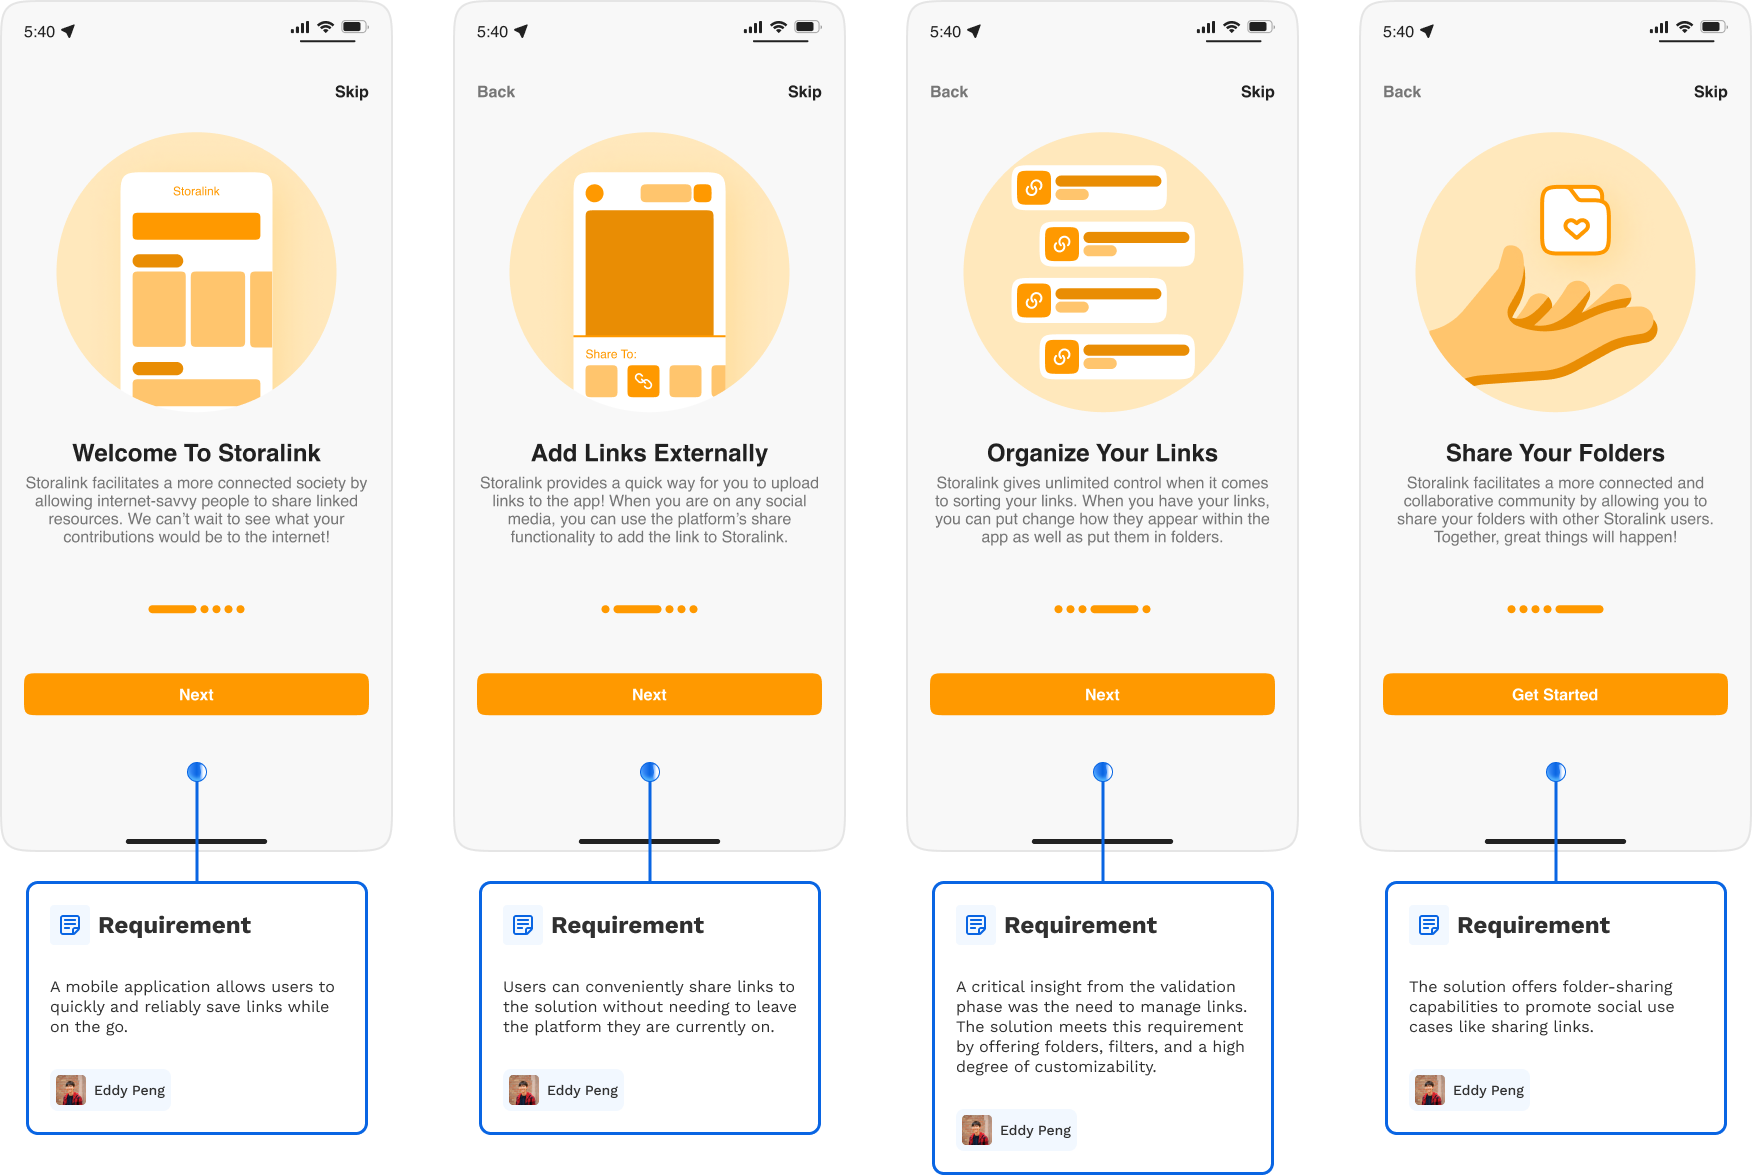 5:40
Skip
Storalink
Welcome To Storalink
Storalink facilitates a more connected society by
allowing internet-savvy people to share linked
resources. We can't wait to see what your
contributions would be to the internet!
Next
Requirement
A mobile application allows users to
quickly and reliably save links while
on the go.
Eddy Peng
5:40
Back
Skip
Share To:
Add Links Externally
Storalink provides a quick way for you to upload
links to the app! When you are on any social
media, you can use the platform's share
functionality to add the link to Storalink.
Next
Requirement
Users can conveniently share links to
the solution without needing to leave
the platform they are currently on.
Eddy Peng
5:40
Back
Skip
Organize Your Links
Storalink gives unlimited control when it comes
to sorting your links. When you have your links,
you can put change how they appear within the
app as well as put them in folders.
Next
Requirement
A critical insight from the validation
phase was the need to manage links.
The solution meets this requirement
by offering folders, filters, and a high
degree of customizability.
Eddy Peng
5:40
Back
Skip
Share Your Folders
Storalink facilitates a more connected and
collaborative community by allowing you to
share your folders with other Storalink users.
Together, great things will happen!
Get Started
Requirement
The solution offers folder-sharing
capabilities to promote social use
cases like sharing links.
Eddy Peng